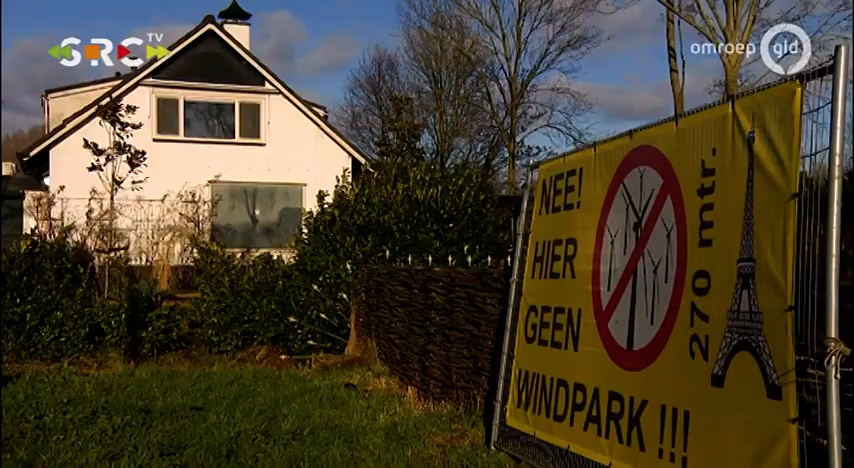 SRC TV
omroep gld
NEE!
HIER
GEEN
WINDPARK !!!
270 mtr.